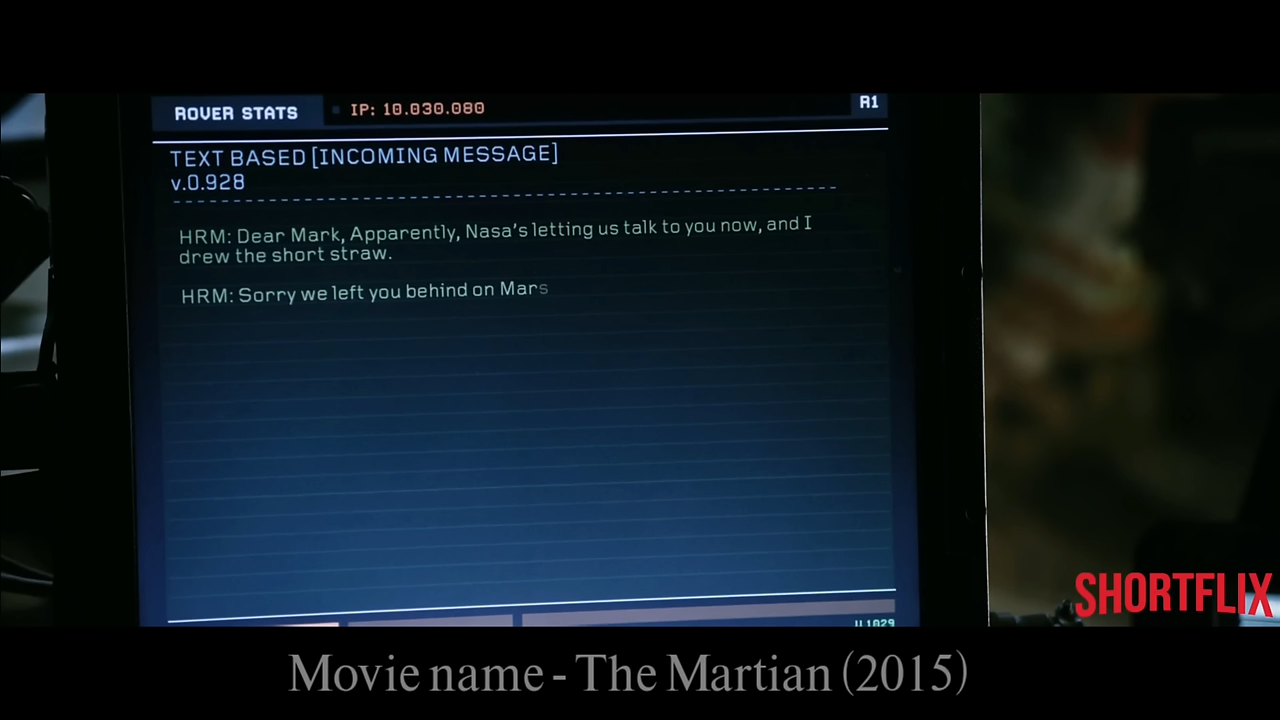 ROVER STATS
IP: 10.030.080
R1
TEXT BASED [INCOMING MESSAGE]
v.0.928
HRM: Dear Mark, Apparently, Nasa's letting us talk to you now, and I
drew the short straw.
HRM: Sorry we left you behind on Mars
U.1029
SHORTFLIX
Movie name - The Martian (2015)